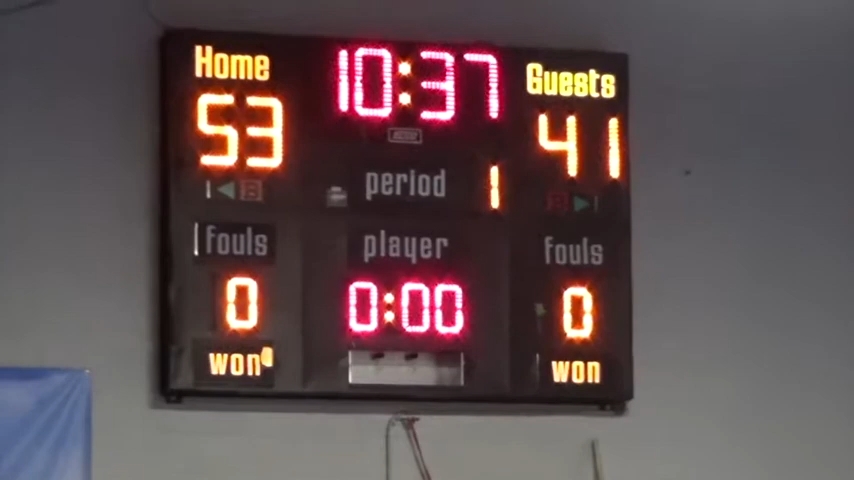 Home 10:37 Guests
53 41
period 1
fouls player fouls
0 0:00 0
won won